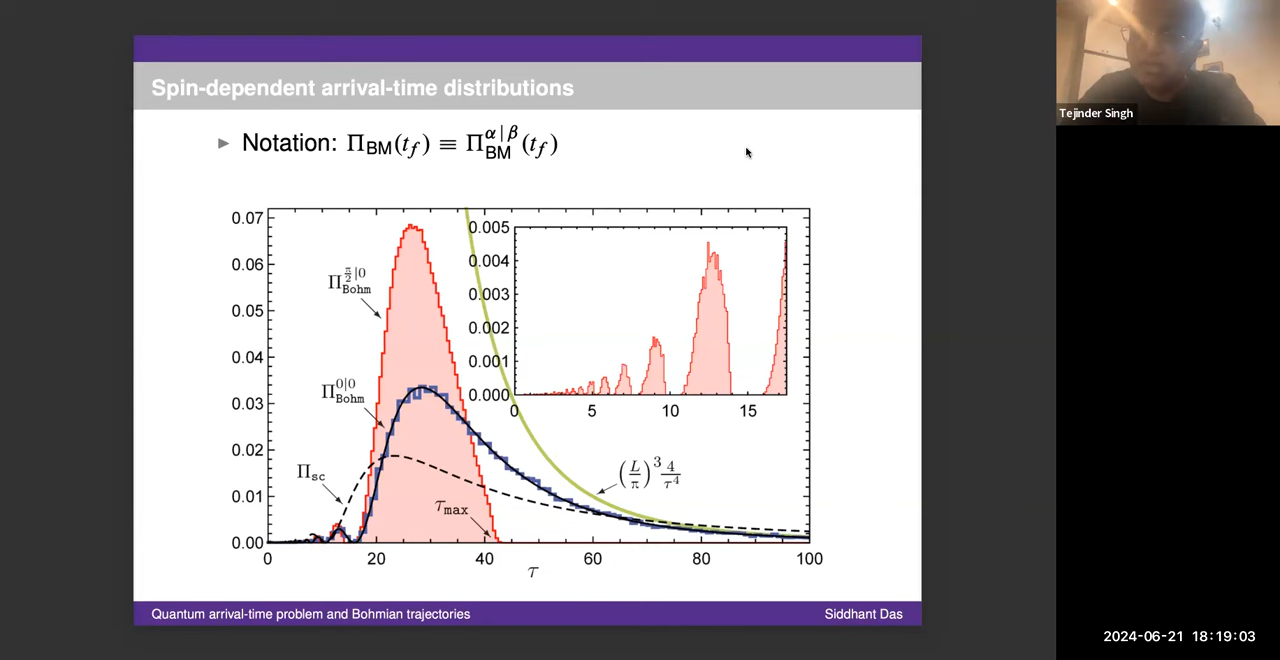 Spin-dependent arrival-time distributions
Notation: Π_BM(t_f) ≡ Π_BM^{α|β}(t_f)
Tejinder Singh
0.07
0.06
0.05
0.04
0.03
0.02
0.01
0.00
Π_Bohm^{π/2|0}
Π_Bohm^{0|0}
Π_sc
τ_max
(L/π)^3 4/τ^4
0.005
0.004
0.003
0.002
0.001
0.000
0 5 10 15
0 20 40 60 80 100
τ
Quantum arrival-time problem and Bohmian trajectories
Siddhant Das
2024-06-21 18:19:03